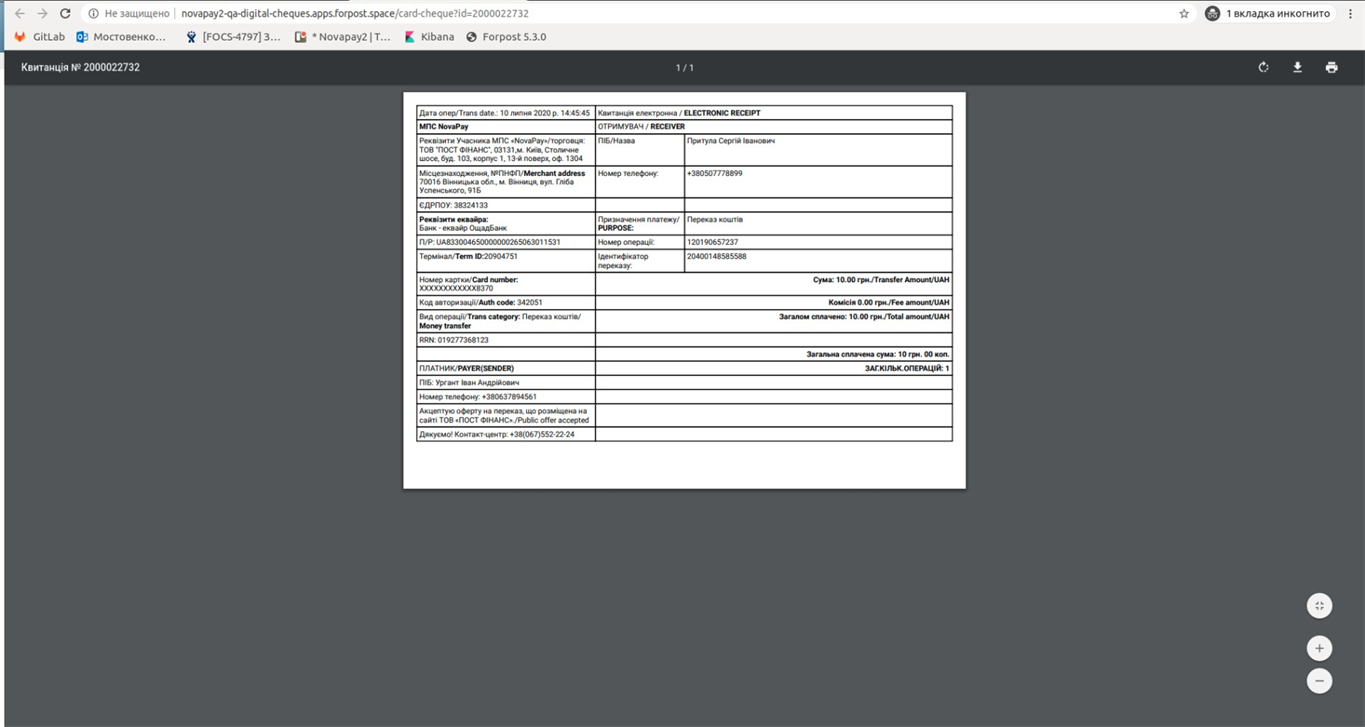 Не защищено | novapay2-qa-digital-cheques.apps.forpost.space/card-cheque?id=2000022732
1 вкладка инкогнито
GitLab Мостовенко... [FOCS-4797] З... * Novapay2 | Т... Kibana Forpost 5.3.0
Квитанція № 2000022732
1 / 1
Дата опер/Trans date.: 10 липня 2020 р. 14:45:45 Квитанція електронна / ELECTRONIC RECEIPT
МПС NovaPay ОТРИМУВАЧ / RECEIVER
Реквізити Учасника МПС «NovaPay»/торговця: ПІБ/Назва Притула Сергій Іванович
ТОВ "ПОСТ ФІНАНС", 03131,м. Київ, Столичне
шосе, буд. 103, корпус 1, 13-й поверх, оф. 1304
Місцезнаходження, №ПНФП/Merchant address Номер телефону: +380507778899
70016 Вінницька обл., м. Вінниця, вул. Гліба
Успенського, 91Б
ЄДРПОУ: 38324133
Реквізити еквайра: Призначення платежу/ Переказ коштів
Банк - еквайр ОщадБанк PURPOSE:
П/Р: UA833004650000000265063011531 Номер операції: 120190657237
Термінал/Term ID:20904751 Ідентифікатор 20400148585588
переказу:
Номер картки/Card number: Сума: 10.00 грн./Transfer Amount/UAH
XXXXXXXXXXXX8370
Код авторизації/Auth code: 342051 Комісія 0.00 грн./Fee amount/UAH
Вид операції/Trans category: Переказ коштів/ Загалом сплачено: 10.00 грн./Total amount/UAH
Money transfer
RRN: 019277368123
Загальна сплачена сума: 10 грн. 00 коп.
ПЛАТНИК/PAYER(SENDER) ЗАГ.КІЛЬК.ОПЕРАЦІЙ: 1
ПІБ: Ургант Іван Андрійович
Номер телефону: +380637894561
Акцептую оферту на переказ, що розміщена на
сайті ТОВ «ПОСТ ФІНАНС»./Public offer accepted
Дякуємо! Контакт-центр: +38(067)552-22-24